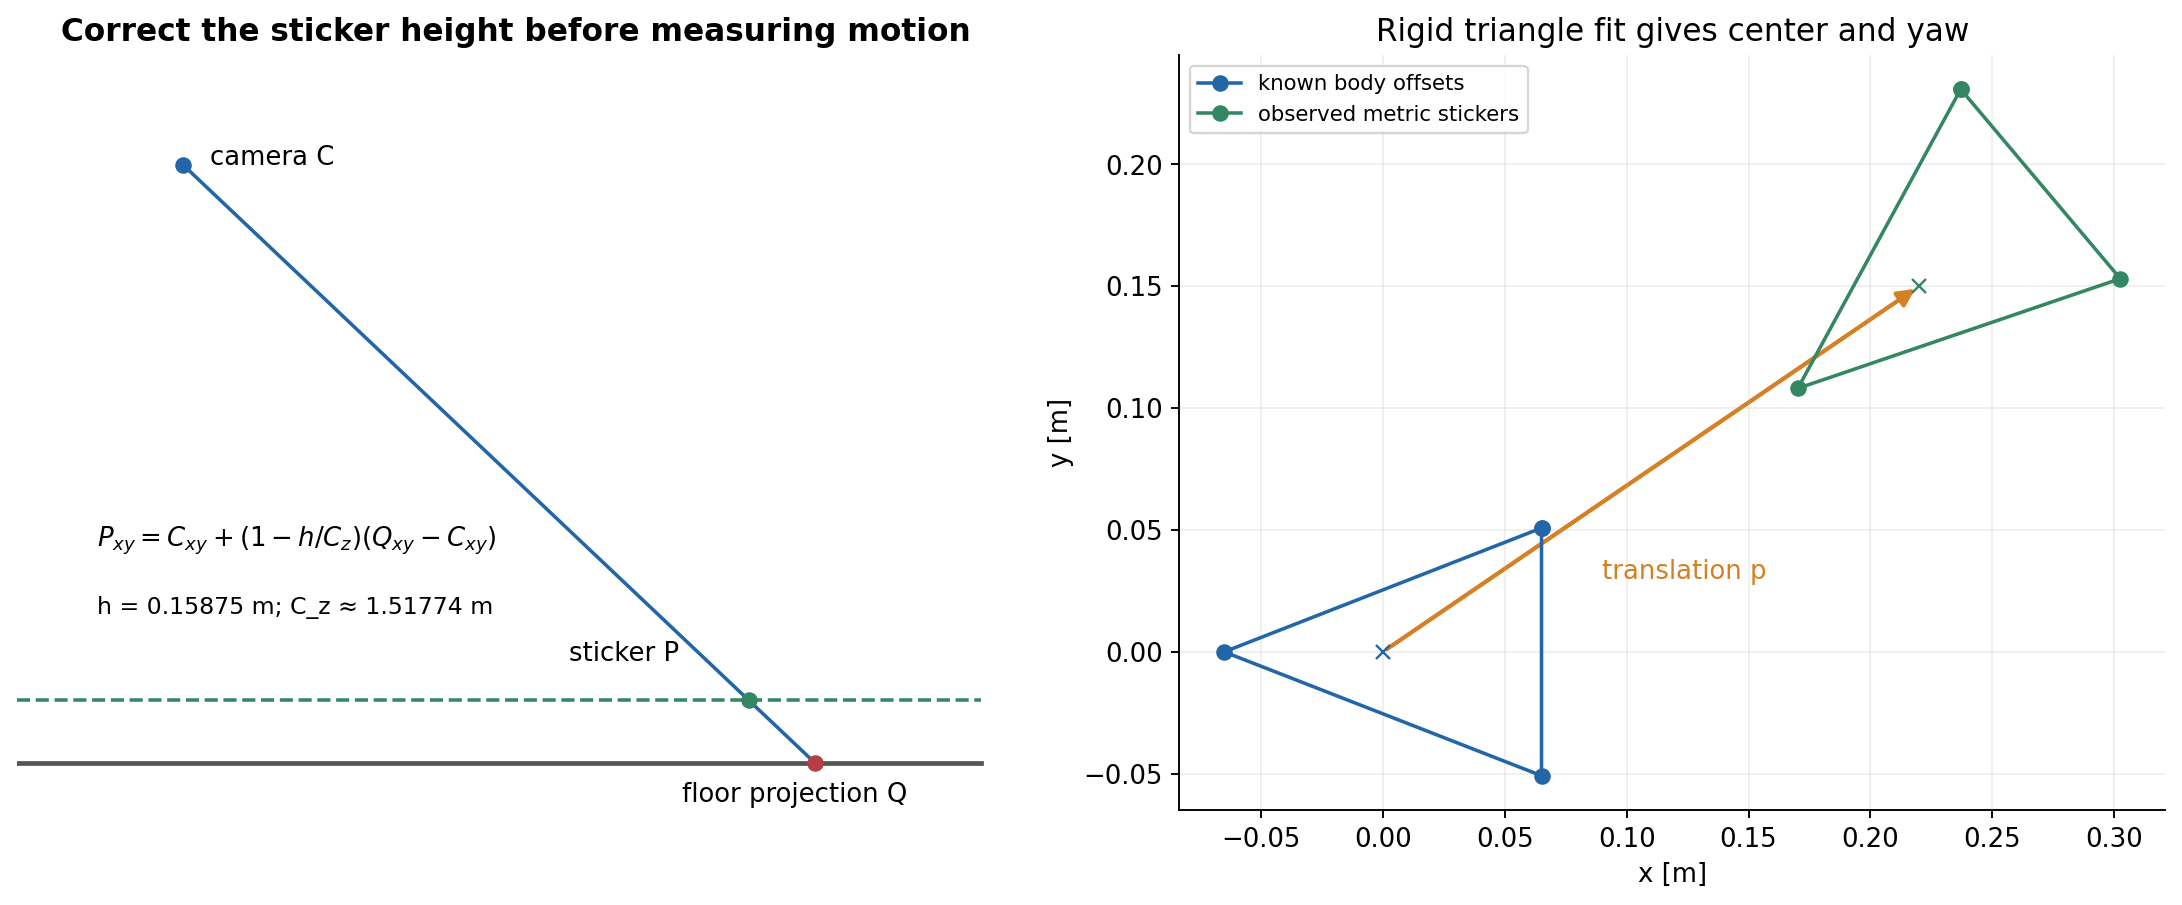 Correct the sticker height before measuring motion
camera C
P_xy = C_xy + (1 − h/C_z)(Q_xy − C_xy)
h = 0.15875 m; C_z ≈ 1.51774 m
sticker P
floor projection Q
Rigid triangle fit gives center and yaw
known body offsets
observed metric stickers
0.20
0.15
0.10
0.05
0.00
−0.05
y [m]
translation p
−0.05 0.00 0.05 0.10 0.15 0.20 0.25 0.30
x [m]